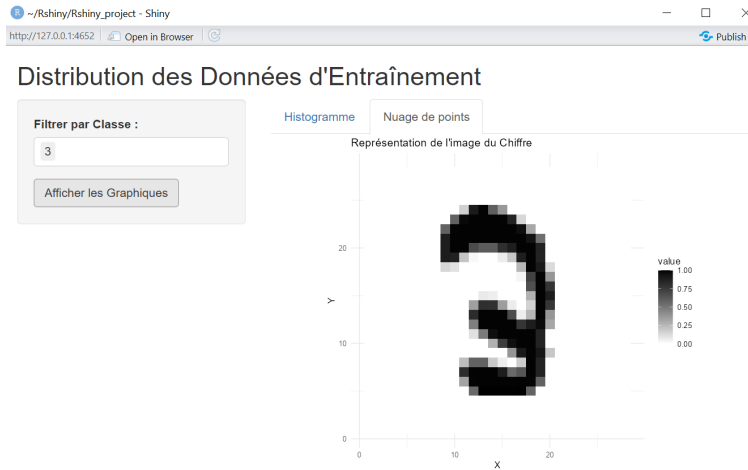 ~/Rshiny/Rshiny_project - Shiny
http://127.0.0.1:4652 Open in Browser Publish
Distribution des Données d'Entraînement
Filtrer par Classe :
3
Afficher les Graphiques
Histogramme Nuage de points
Représentation de l'image du Chiffre
20
10
0
Y
0 10 20
X
value
1.00
0.75
0.50
0.25
0.00